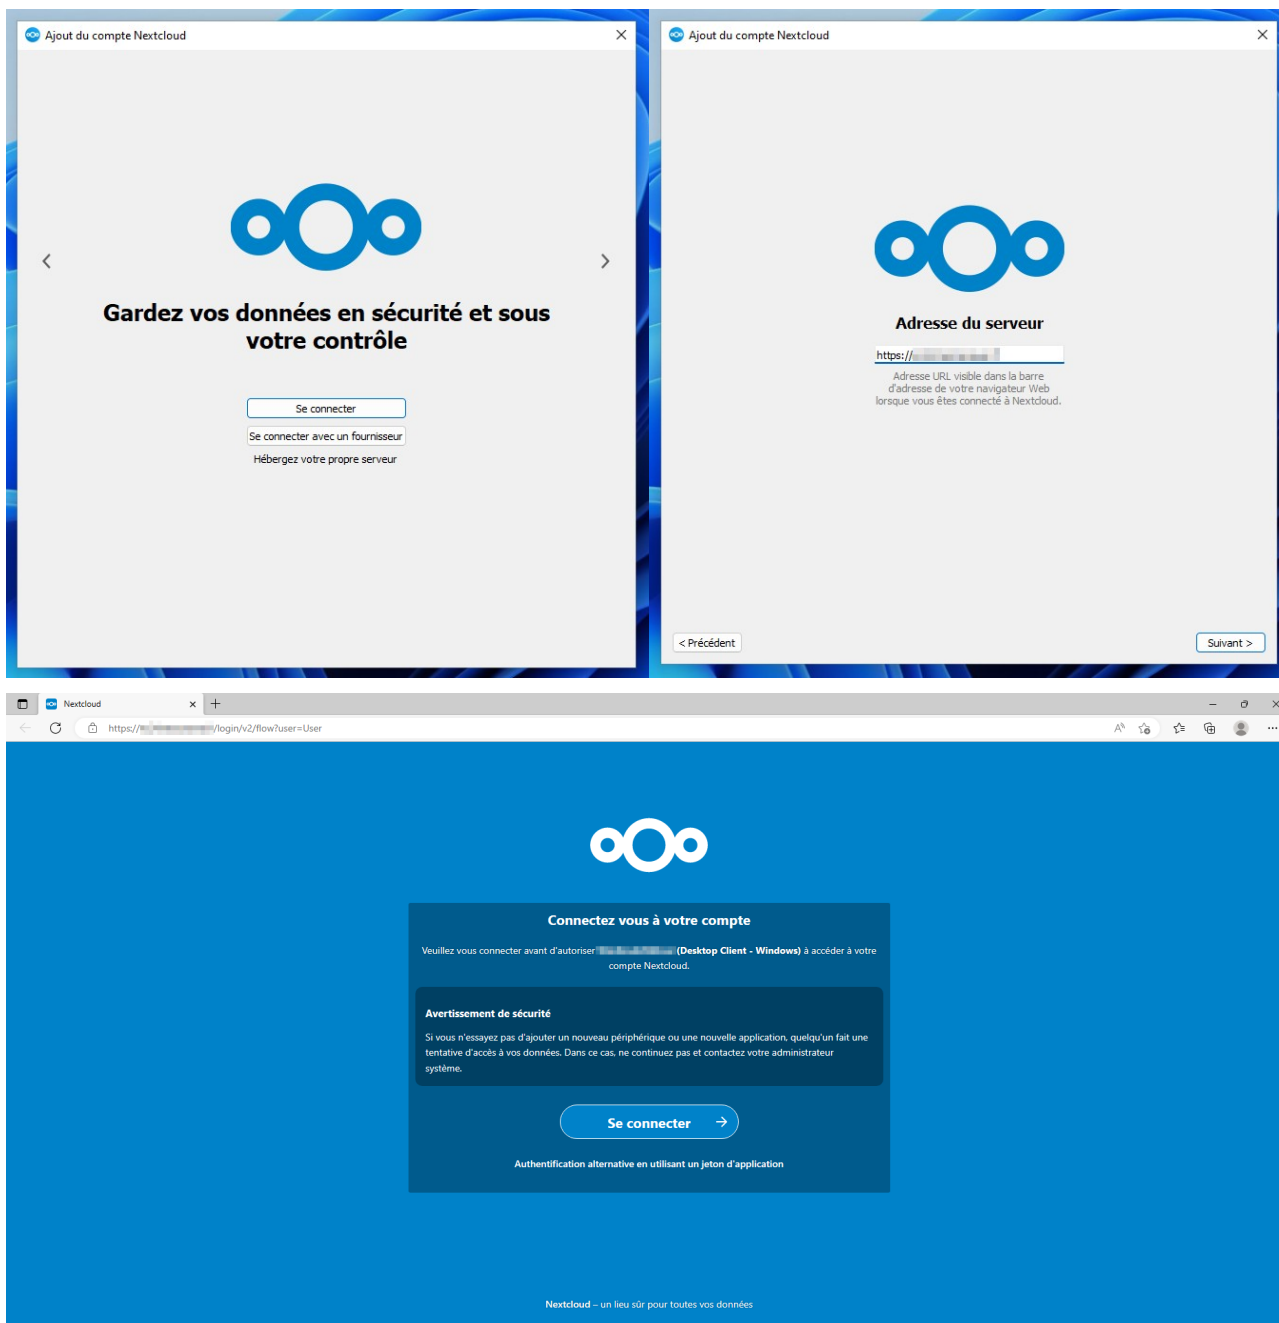 Ajout du compte Nextcloud
Gardez vos données en sécurité et sous
votre contrôle
Se connecter
Se connecter avec un fournisseur
Hébergez votre propre serveur
Ajout du compte Nextcloud
Adresse du serveur
https://
Adresse URL visible dans la barre
d'adresse de votre navigateur Web
lorsque vous êtes connecté à Nextcloud.
< Précédent
Suivant >
Nextcloud
https:// /login/v2/flow?user=User
Connectez vous à votre compte
Veuillez vous connecter avant d'autoriser (Desktop Client - Windows) à accéder à votre
compte Nextcloud.
Avertissement de sécurité
Si vous n'essayez pas d'ajouter un nouveau périphérique ou une nouvelle application, quelqu'un fait une
tentative d'accès à vos données. Dans ce cas, ne continuez pas et contactez votre administrateur
système.
Se connecter
Authentification alternative en utilisant un jeton d'application
Nextcloud – un lieu sûr pour toutes vos données